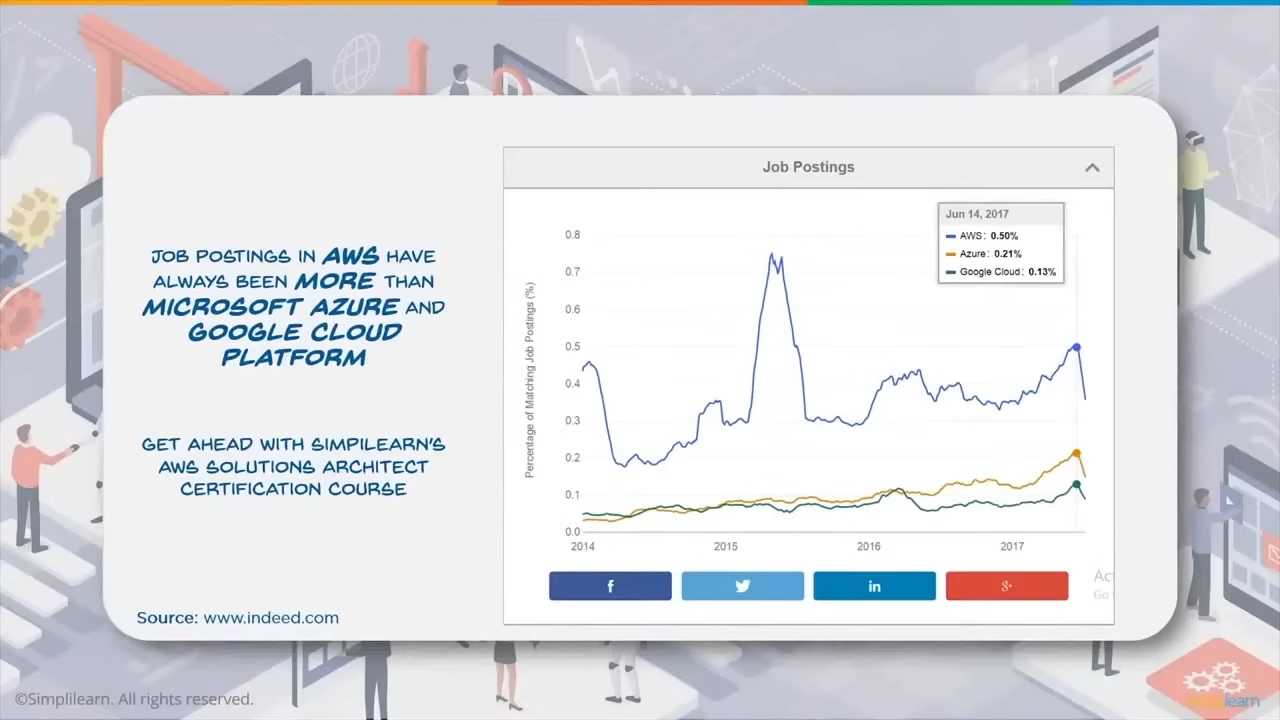 JOB POSTINGS IN AWS HAVE
ALWAYS BEEN MORE THAN
MICROSOFT AZURE AND
GOOGLE CLOUD
PLATFORM
GET AHEAD WITH SIMPILEARN'S
AWS SOLUTIONS ARCHITECT
CERTIFICATION COURSE
Source: www.indeed.com
Job Postings
Jun 14, 2017
AWS: 0.50%
Azure: 0.21%
Google Cloud: 0.13%
Percentage of Matching Job Postings (%)
0.8
0.7
0.6
0.5
0.4
0.3
0.2
0.1
0.0
2014
2015
2016
2017
f
in
g+
©Simplilearn. All rights reserved.
simplilearn